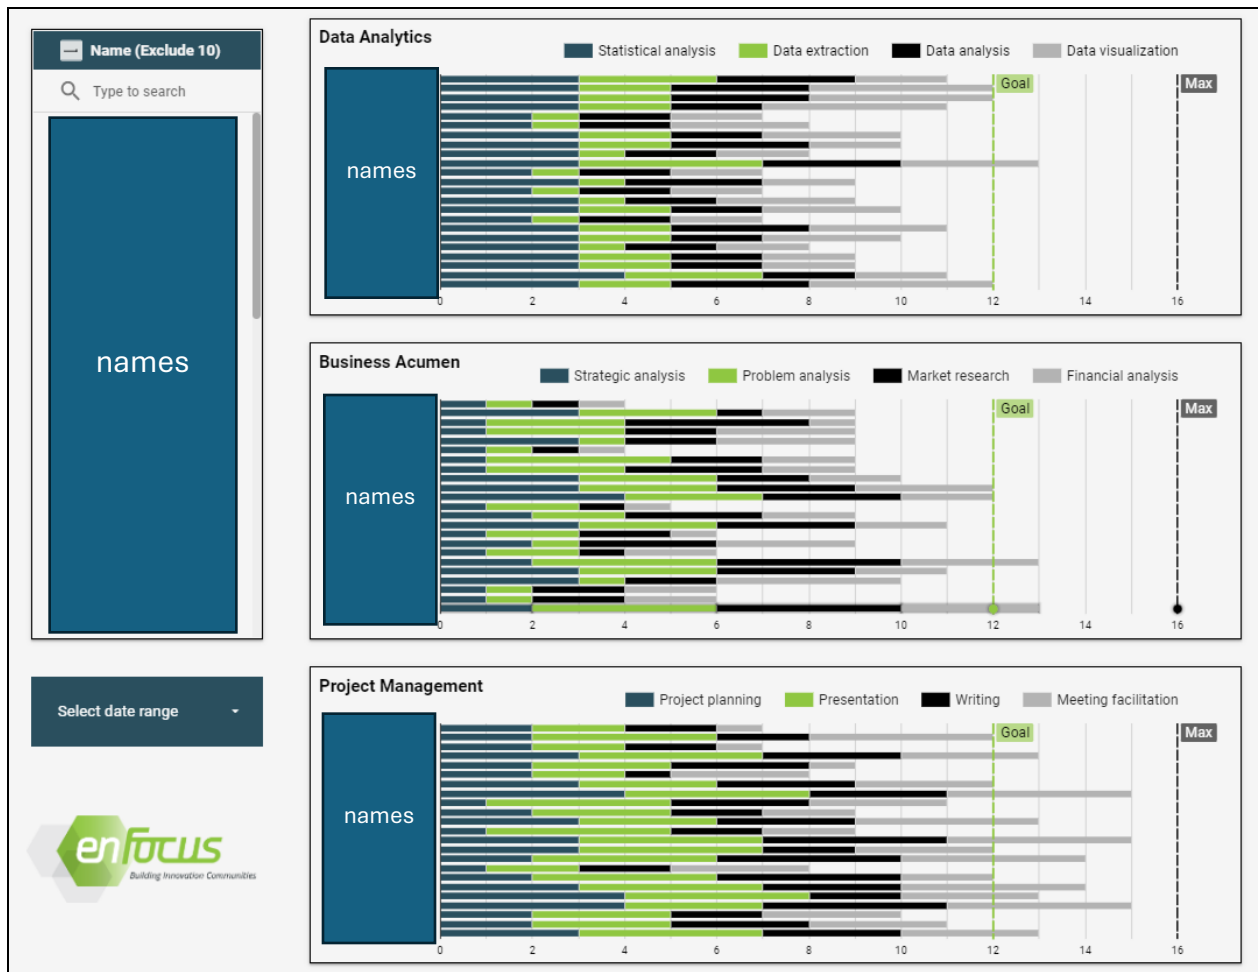 Name (Exclude 10)
Type to search
names
Select date range
enFocus
Building Innovation Communities
Data Analytics
Statistical analysis Data extraction Data analysis Data visualization
names
Goal Max
0 2 4 6 8 10 12 14 16
Business Acumen
Strategic analysis Problem analysis Market research Financial analysis
names
Goal Max
0 2 4 6 8 10 12 14 16
Project Management
Project planning Presentation Writing Meeting facilitation
names
Goal Max
0 2 4 6 8 10 12 14 16